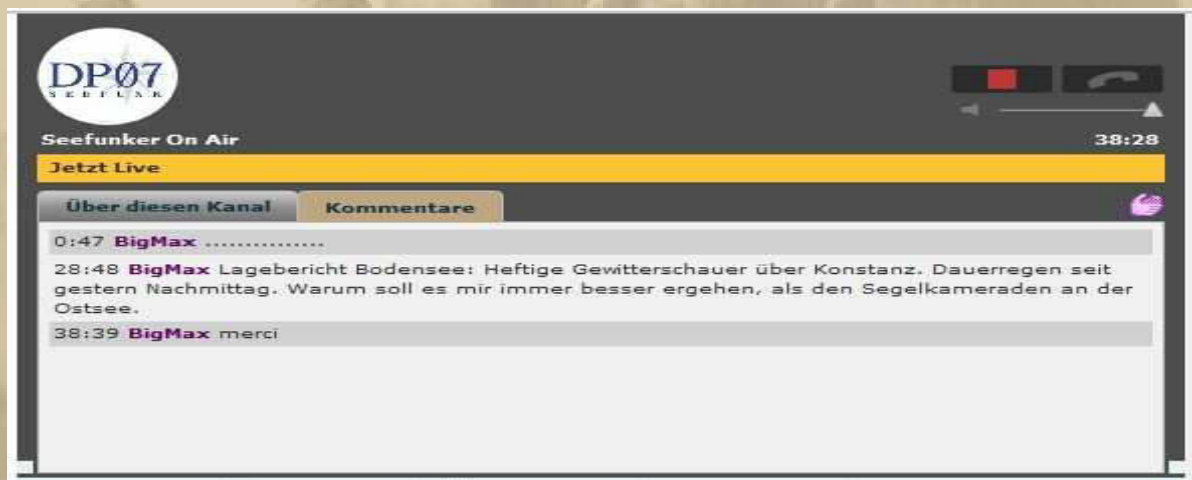 DPØ7
SEEFUNK
Seefunker On Air
38:28
Jetzt Live
Über diesen Kanal
Kommentare
0:47 BigMax ...............
28:48 BigMax Lagebericht Bodensee: Heftige Gewitterschauer über Konstanz. Dauerregen seit
gestern Nachmittag. Warum soll es mir immer besser ergehen, als den Segelkameraden an der
Ostsee.
38:39 BigMax merci